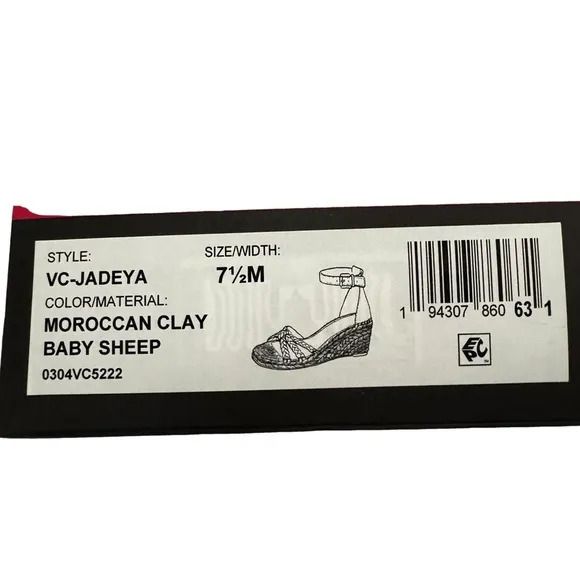 STYLE:
VC-JADEYA
SIZE/WIDTH:
7½M
COLOR/MATERIAL:
MOROCCAN CLAY
BABY SHEEP
0304VC5222
1 94307 860 63 1
EPC